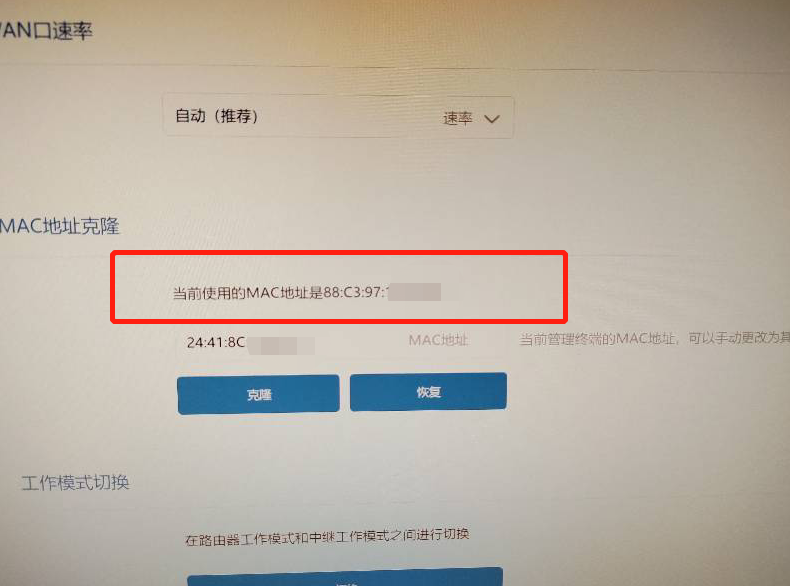 AN口速率
自动（推荐） 速率
MAC地址克隆
当前使用的MAC地址是88:C3:97:
24:41:8C MAC地址 当前管理终端的MAC地址，可以手动更改为
克隆 恢复
工作模式切换
在路由器工作模式和中继工作模式之间进行切换